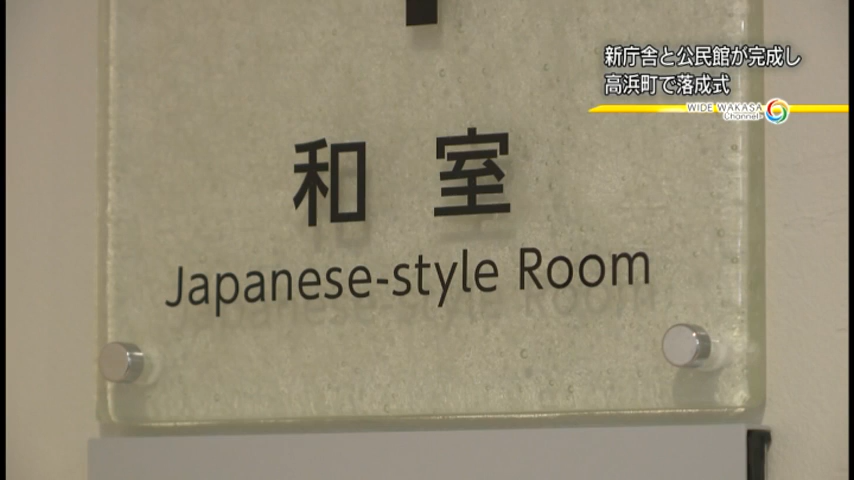 新庁舎と公民館が完成し
高浜町で落成式
WIDE WAKASA
Channel
和室
Japanese-style Room